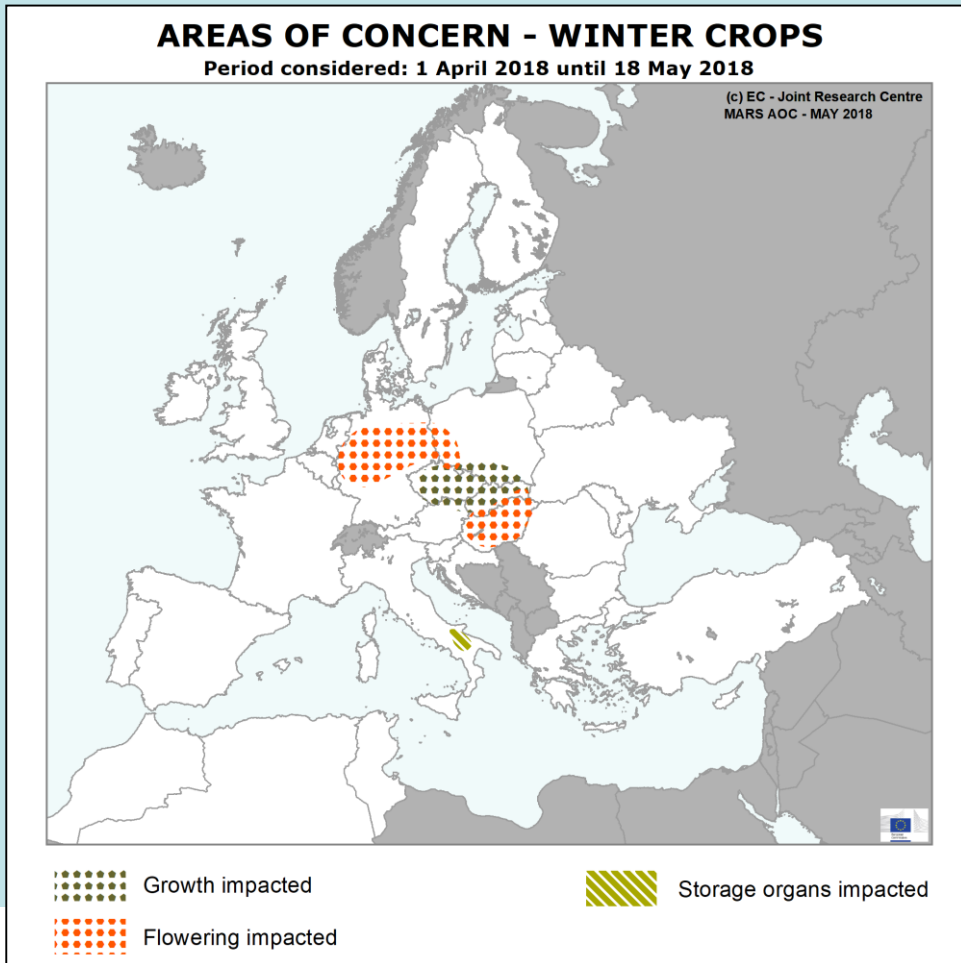 AREAS OF CONCERN - WINTER CROPS
Period considered: 1 April 2018 until 18 May 2018
(c) EC - Joint Research Centre
MARS AOC - MAY 2018
Growth impacted
Storage organs impacted
Flowering impacted